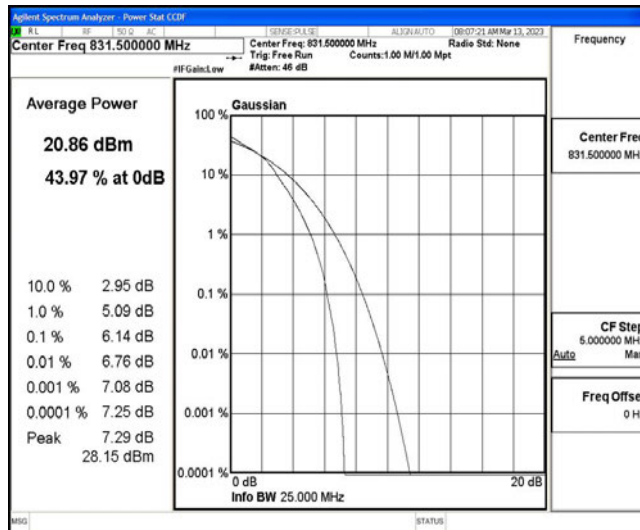 Agilent Spectrum Analyzer - Power Stat CCDF
RL RF 50 Ω AC SENSE:PULSE ALIGN AUTO 08:07:21 AM Mar 13, 2023
Center Freq 831.500000 MHz
Center Freq: 831.500000 MHz Radio Std: None
Trig: Free Run Counts:1.00 M/1.00 Mpt
#IFGain:Low #Atten: 46 dB
Frequency
Average Power
20.86 dBm
43.97 % at 0dB
10.0 % 2.95 dB
1.0 % 5.09 dB
0.1 % 6.14 dB
0.01 % 6.76 dB
0.001 % 7.08 dB
0.0001 % 7.25 dB
Peak 7.29 dB
28.15 dBm
Gaussian
100 %
10 %
1 %
0.1 %
0.01 %
0.001 %
0.0001 %
0 dB 20 dB
Info BW 25.000 MHz
Center Freq
831.500000 MH
CF Step
5.000000 MH
Auto Ma
Freq Offse
0 H
MSG STATUS